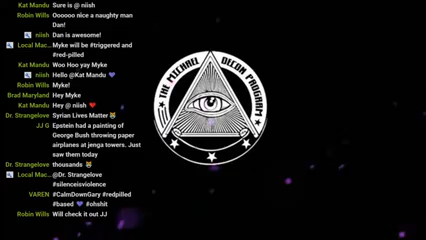 Kat Mandu Sure is @ niish
Robin Wills Ooooo nice a naughty man
Dan!
niish Dan is awesome!
Local Mac... Myke will be #triggered and
#red-pilled
Kat Mandu Woo Hoo yay Myke
niish Hello @Kat Mandu 💜
Robin Wills Myke!
Brad Maryland Hey Myke
Kat Mandu Hey @ niish ❤️
Dr. Strangelove Syrian Lives Matter
JJ G Epstein had a painting of
George Bush throwing paper
airplanes at jenga towers. Just
saw them today
Dr. Strangelove thousands
Local Mac... @Dr. Strangelove
#silenceisviolence
VAREN #CalmDownGary #redpilled
#based 💜 #ohshit
Robin Wills Will check it out JJ
THE MICHAEL DECON PROGRAM